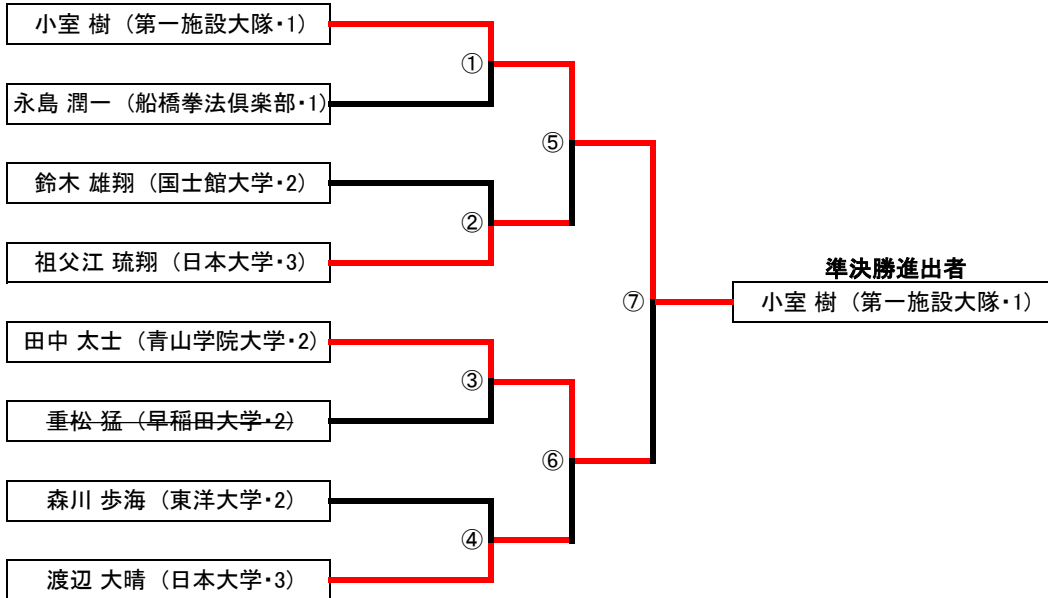 小室 樹 (第一施設大隊・1)
①
永島 潤一 (船橋拳法倶楽部・1)
⑤
鈴木 雄翔 (国士館大学・2)
②
祖父江 琉翔 (日本大学・3)
準決勝進出者
⑦
小室 樹 (第一施設大隊・1)
田中 太士 (青山学院大学・2)
③
重松 猛 (早稲田大学・2)
⑥
森川 歩海 (東洋大学・2)
④
渡辺 大晴 (日本大学・3)